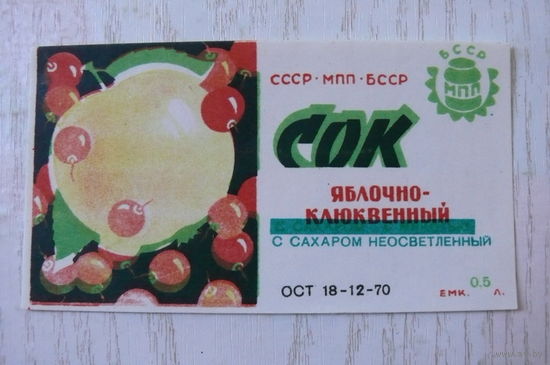 БССР
МПП
СССР · МПП · БССР
СОК
ЯБЛОЧНО-
КЛЮКВЕННЫЙ
С САХАРОМ НЕОСВЕТЛЕННЫЙ
ОСТ 18-12-70
ЕМК. 0.5 Л.